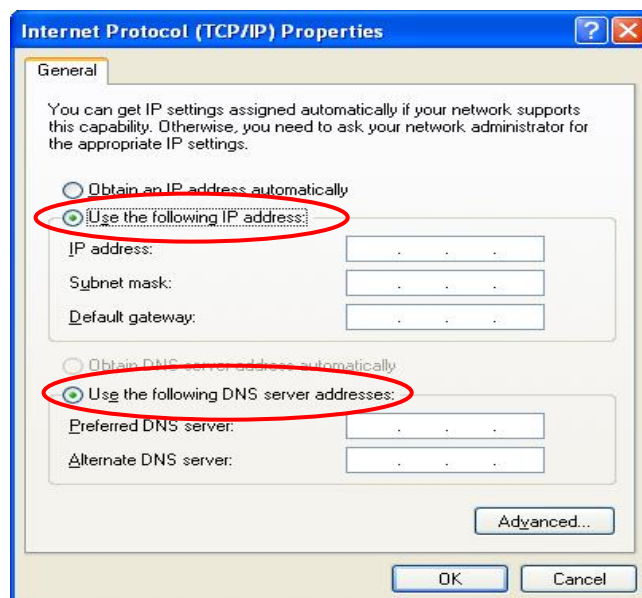 Internet Protocol (TCP/IP) Properties
General
You can get IP settings assigned automatically if your network supports
this capability. Otherwise, you need to ask your network administrator for
the appropriate IP settings.
Obtain an IP address automatically
Use the following IP address:
IP address:
Subnet mask:
Default gateway:
Obtain DNS server address automatically
Use the following DNS server addresses:
Preferred DNS server:
Alternate DNS server:
Advanced...
OK Cancel